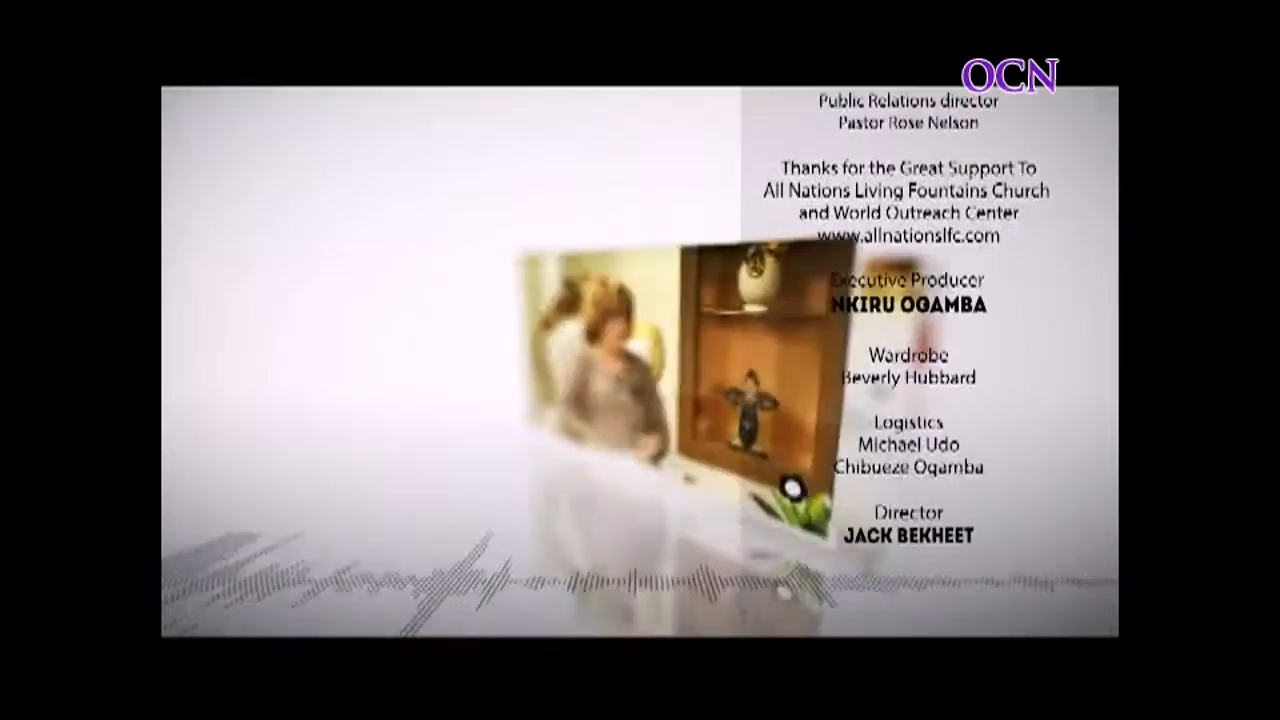 OCN
Public Relations director
Pastor Rose Nelson
Thanks for the Great Support To
All Nations Living Fountains Church
and World Outreach Center
www.allnationslfc.com
Executive Producer
NKIRU OGAMBA
Wardrobe
Beverly Hubbard
Logistics
Michael Udo
Chibueze Ogamba
Director
JACK BEKHEET